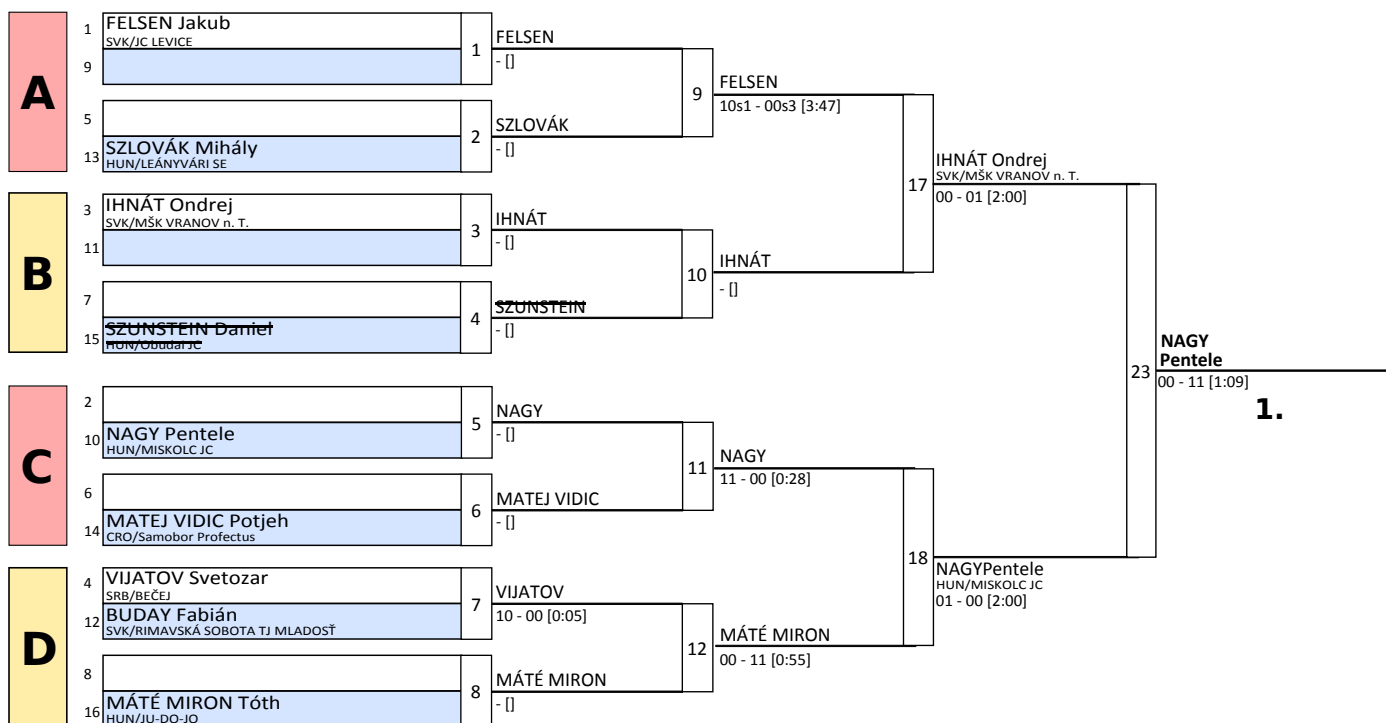 A
1
FELSEN Jakub
SVK/JC LEVICE
9
1
FELSEN
- []
5
13
SZLOVÁK Mihály
HUN/LEÁNYVÁRI SE
2
SZLOVÁK
- []
9
FELSEN
10s1 - 00s3 [3:47]
B
3
IHNÁT Ondrej
SVK/MŠK VRANOV n. T.
11
3
IHNÁT
- []
7
15
SZUNSTEIN Daniel
HUN/Obudai JC
4
SZUNSTEIN
- []
10
IHNÁT
- []
17
IHNÁT Ondrej
SVK/MŠK VRANOV n. T.
00 - 01 [2:00]
C
2
10
NAGY Pentele
HUN/MISKOLC JC
5
NAGY
- []
6
14
MATEJ VIDIC Potjeh
CRO/Samobor Profectus
6
MATEJ VIDIC
- []
11
NAGY
11 - 00 [0:28]
D
4
VIJATOV Svetozar
SRB/BEČEJ
12
BUDAY Fabián
SVK/RIMAVSKÁ SOBOTA TJ MLADOSŤ
7
VIJATOV
10 - 00 [0:05]
8
16
MÁTÉ MIRON Tóth
HUN/JU-DO-JO
8
MÁTÉ MIRON
- []
12
MÁTÉ MIRON
00 - 11 [0:55]
18
NAGYPentele
HUN/MISKOLC JC
01 - 00 [2:00]
23
NAGY
Pentele
00 - 11 [1:09]
1.